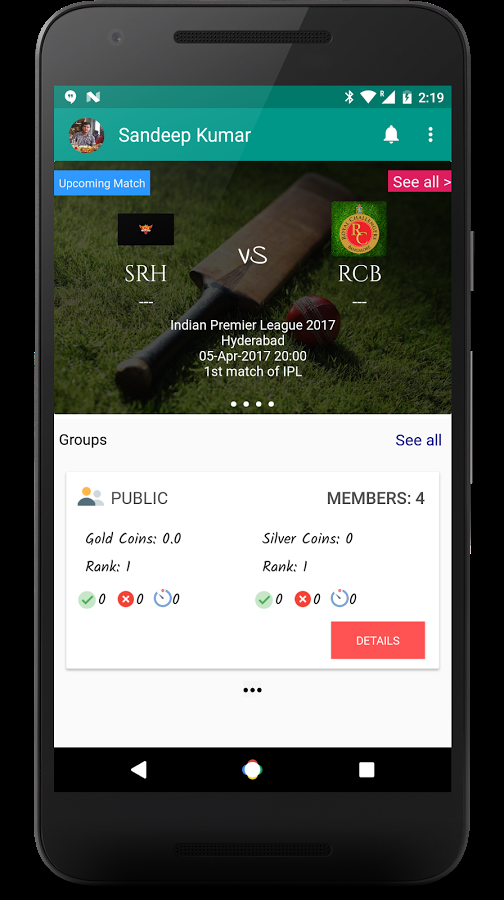 R
2:19
Sandeep Kumar
Upcoming Match
See all >
VS
SRH
RCB
---
---
Indian Premier League 2017
Hyderabad
05-Apr-2017 20:00
1st match of IPL
Groups
See all
PUBLIC
MEMBERS: 4
Gold Coins: 0.0
Silver Coins: 0
Rank: 1
Rank: 1
0 0 0
0 0 0
DETAILS